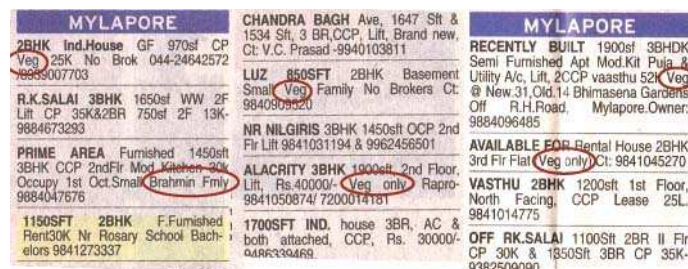 MYLAPORE
2BHK Ind.House GF 970sf CP
Veg 25K No Brok 044-24642572
/9939007703
R.K.SALAI 3BHK 1650sf WW 2F
Lift CP 35K&2BR 750sf 2F 13K-
9884673293
PRIME AREA Furnished 1450sft
3BHK CCP 2ndFlr Mod Kitchen 30k
Occupy 1st Oct.Small Brahmin Fmly
9884047676
1150SFT 2BHK F.Furnished
Rent30K Nr Rosary School Bach-
elors 9841273337
CHANDRA BAGH Ave, 1647 Sft &
1534 Sft, 3 BR,CCP, Lift, Brand new,
Ct: V.C. Prasad -9940103811
LUZ 850SFT 2BHK Basement
Small Veg Family No Brokers Ct:
9840909520
NR NILGIRIS 3BHK 1450sft OCP 2nd
Flr Lift 9841031194 & 9962456501
ALACRITY 3BHK 1900sft, 2nd Floor,
Lift, Rs.40000/- Veg only Rapro-
9841050874/ 7200014181
1700SFT IND. house 3BR, AC &
both attached, CCP, Rs. 30000/-
9486339469
MYLAPORE
RECENTLY BUILT 1900sf 3BHDK
Semi Furnished Apt Mod.Kit Puja &
Utility A/c, Lift, 2CCP vaasthu 52K Veg
@ New.31,Old.14 Bhimasena Gardens
Off R.H.Road, Mylapore.Owner:
9884096485
AVAILABLE FOR Rental House 2BHK
3rd Flr Flat Veg only Ct: 9841045270
VASTHU 2BHK 1200sft 1st Floor,
North Facing, CCP Lease 25L.
9841014775
OFF RK.SALAI 1100Sft 2BR II Flr
CP 30K & 1350Sft 3BR CP 35K-
9382509090